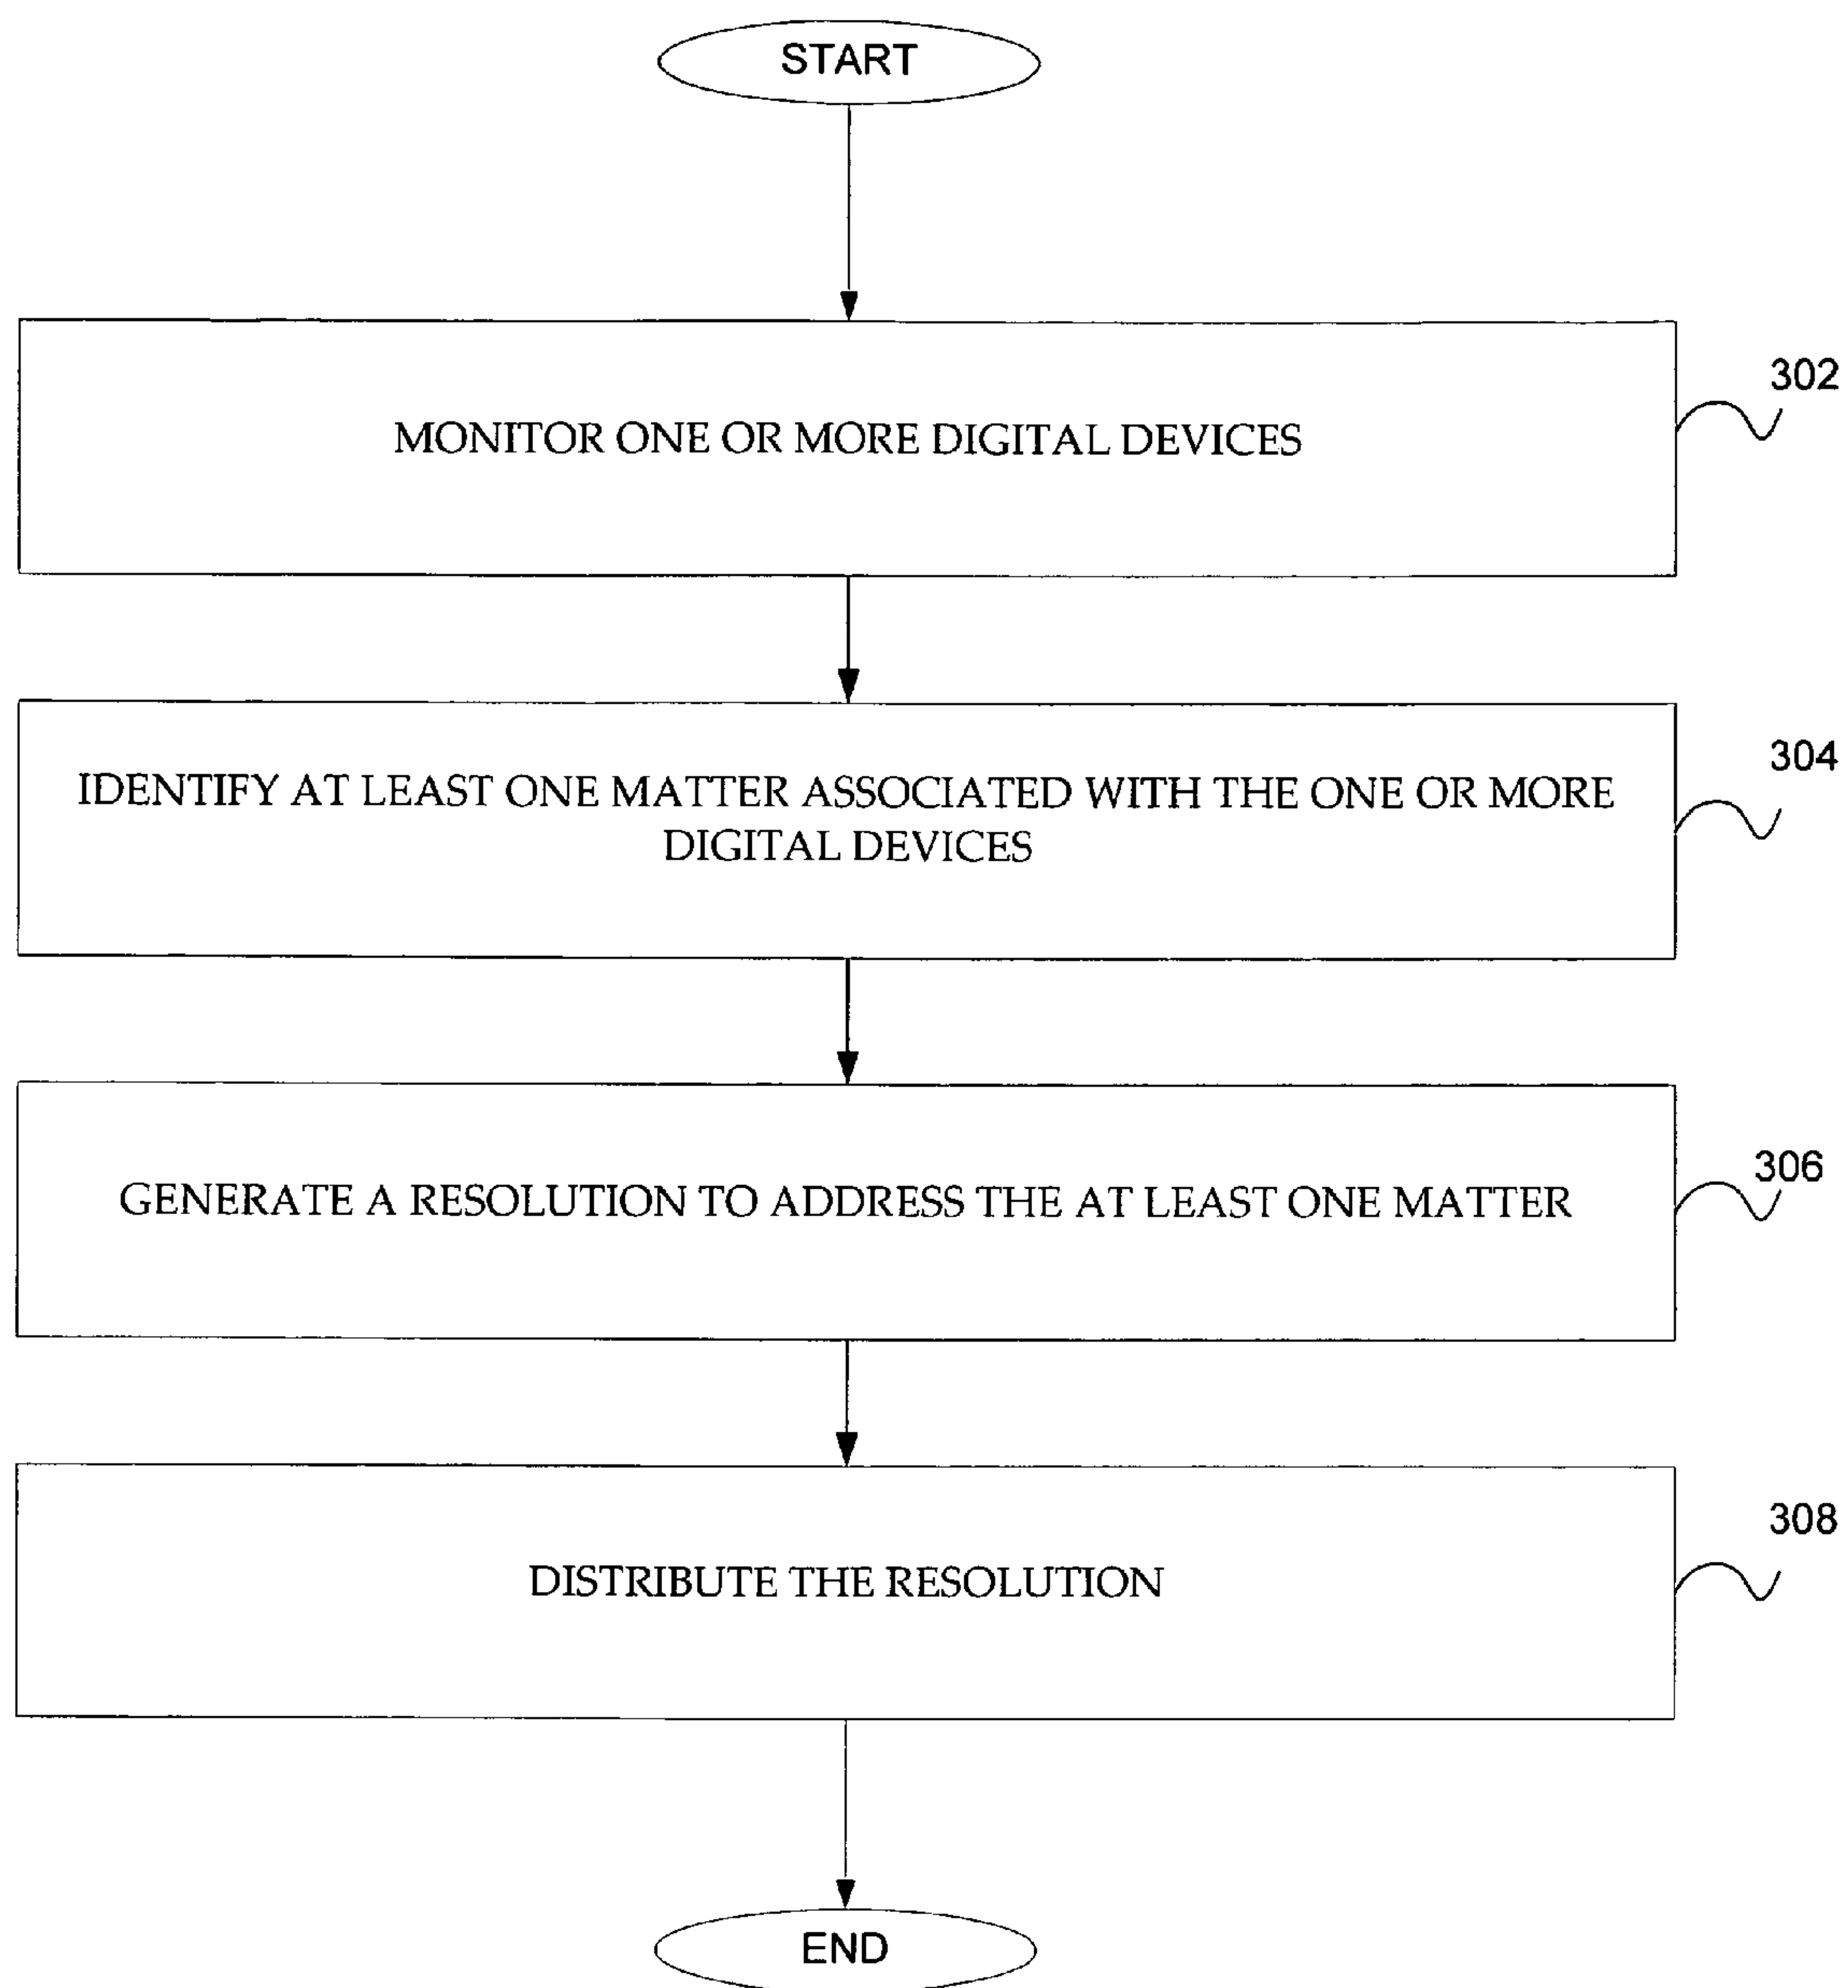 START
302
MONITOR ONE OR MORE DIGITAL DEVICES
304
IDENTIFY AT LEAST ONE MATTER ASSOCIATED WITH THE ONE OR MORE
DIGITAL DEVICES
306
GENERATE A RESOLUTION TO ADDRESS THE AT LEAST ONE MATTER
308
DISTRIBUTE THE RESOLUTION
END